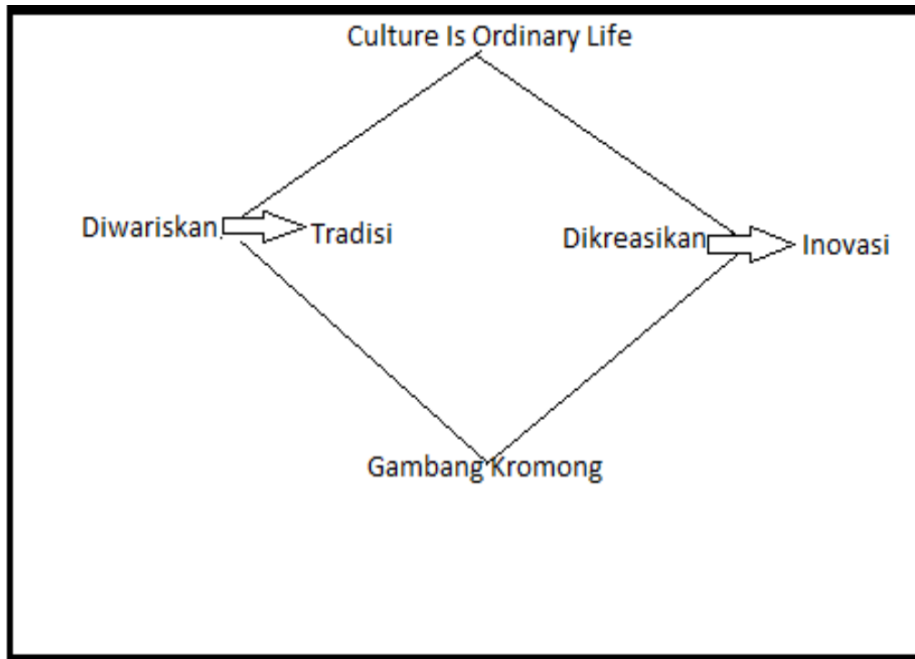 Culture Is Ordinary Life
Diwariskan
Tradisi
Dikreasikan
Inovasi
Gambang Kromong